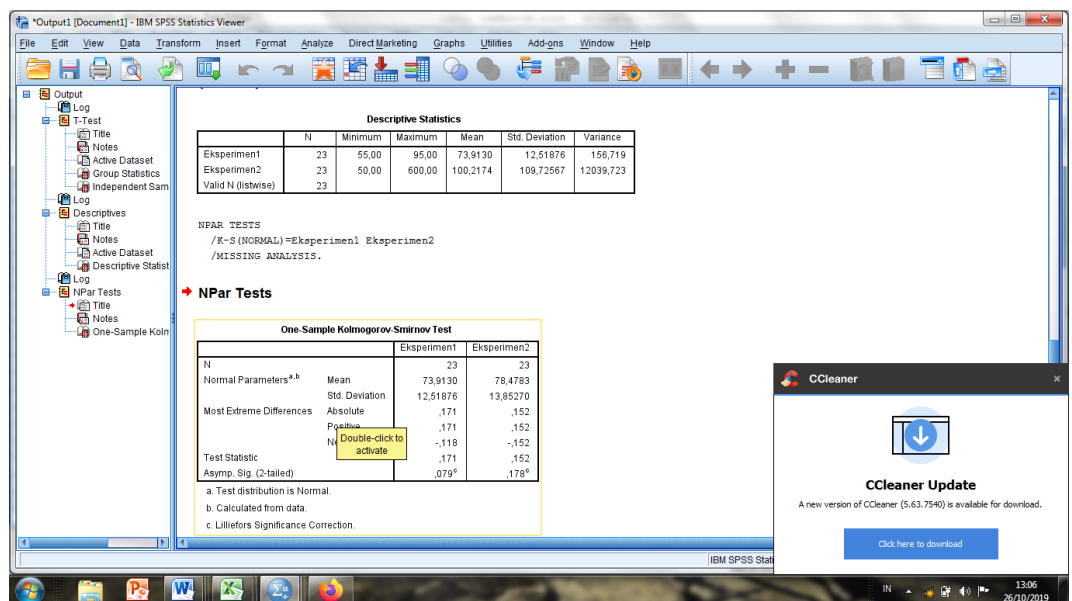 *Output1 [Document1] - IBM SPSS Statistics Viewer
File Edit View Data Transform Insert Format Analyze Direct Marketing Graphs Utilities Add-ons Window Help
Output
Log
T-Test
Title
Notes
Active Dataset
Group Statistics
Independent Sam
Log
Descriptives
Title
Notes
Active Dataset
Descriptive Statist
Log
NPar Tests
Title
Notes
One-Sample Kolm
Descriptive Statistics
N Minimum Maximum Mean Std. Deviation Variance
Eksperimen1 23 55,00 95,00 73,9130 12,51876 156,719
Eksperimen2 23 50,00 600,00 100,2174 109,72567 12039,723
Valid N (listwise) 23
NPAR TESTS
/K-S(NORMAL)=Eksperimen1 Eksperimen2
/MISSING ANALYSIS.
NPar Tests
One-Sample Kolmogorov-Smirnov Test
Eksperimen1 Eksperimen2
N 23 23
Normal Parameters a,b Mean 73,9130 78,4783
Std. Deviation 12,51876 13,85270
Most Extreme Differences Absolute ,171 ,152
,171 ,152
-,118 -,152
Double-click to
activate
Test Statistic ,171 ,152
Asymp. Sig. (2-tailed) ,079c ,178c
a. Test distribution is Normal.
b. Calculated from data.
c. Lilliefors Significance Correction.
CCleaner
CCleaner Update
A new version of CCleaner (5.63.7540) is available for download.
Click here to download
IBM SPSS Stati
IN
13:06
26/10/2019